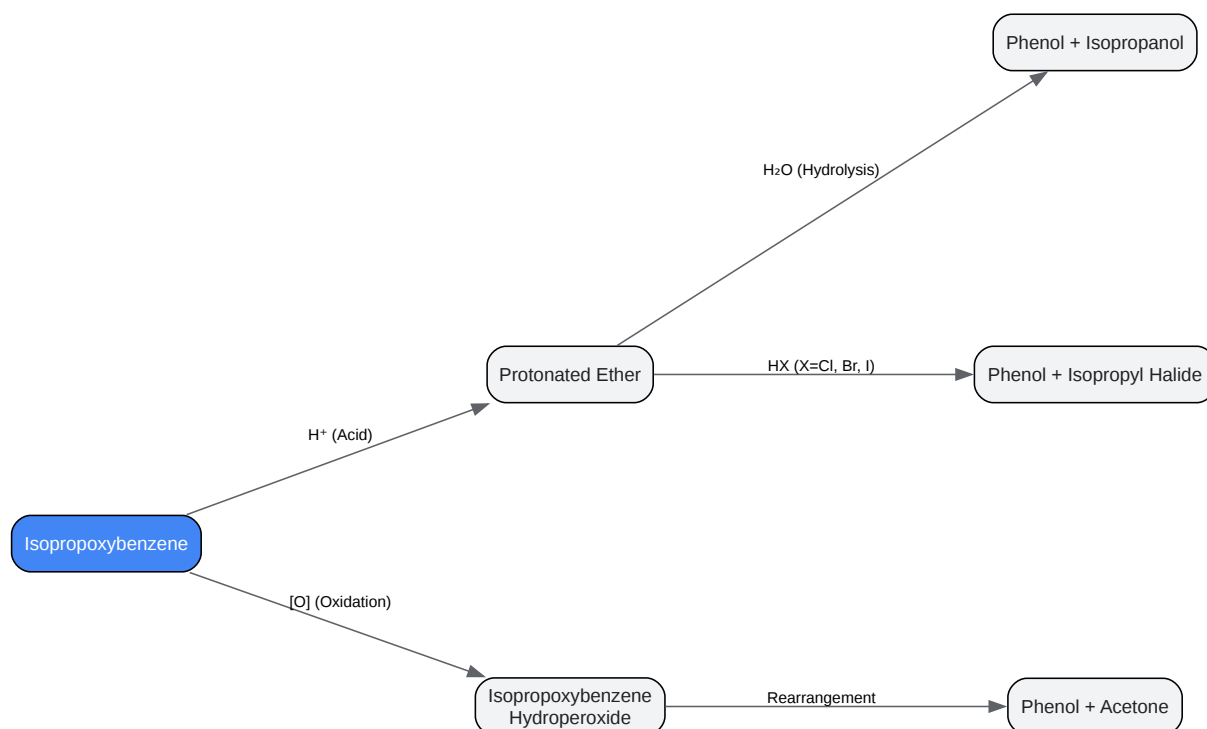 Phenol + Isopropanol
H₂O (Hydrolysis)
Protonated Ether
HX (X=Cl, Br, I)
Phenol + Isopropyl Halide
H⁺ (Acid)
Isopropoxybenzene
[O] (Oxidation)
Isopropoxybenzene
Hydroperoxide
Rearrangement
Phenol + Acetone